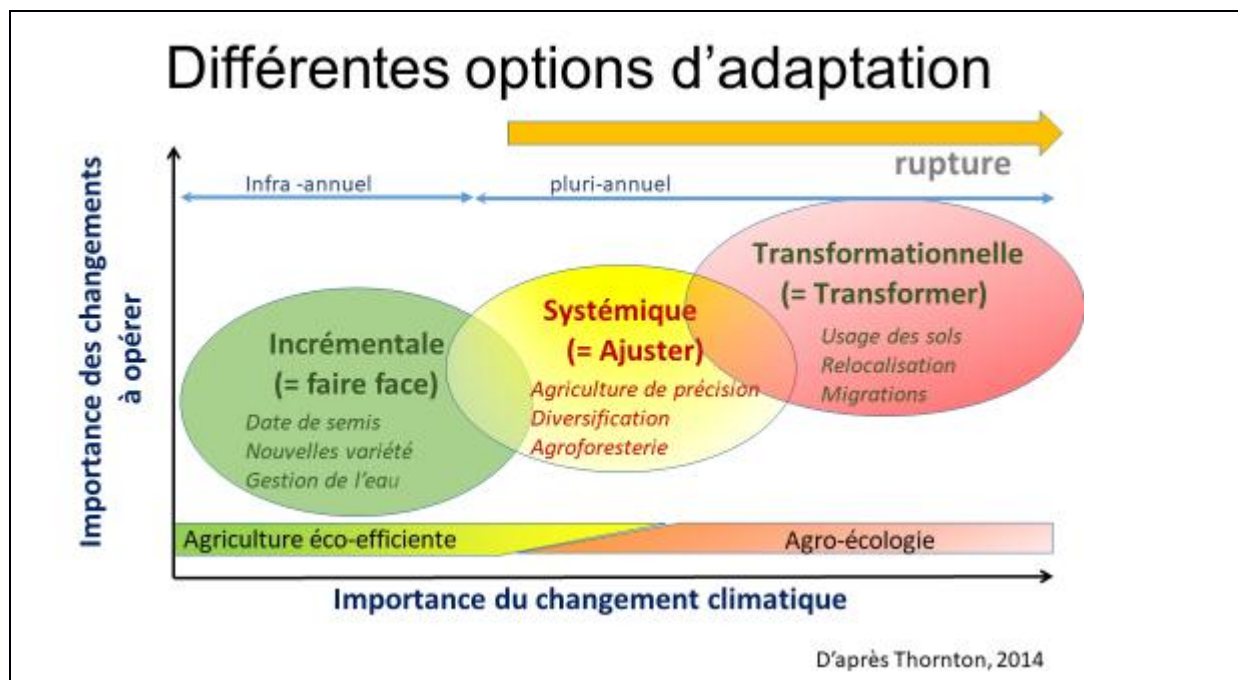 Différentes options d'adaptation
rupture
Infra -annuel
pluri-annuel
Importance des changements
à opérer
Transformationnelle
(= Transformer)
Usage des sols
Relocalisation
Migrations
Systémique
(= Ajuster)
Agriculture de précision
Diversification
Agroforesterie
Incrémentale
(= faire face)
Date de semis
Nouvelles variété
Gestion de l'eau
Agriculture éco-efficiente
Agro-écologie
Importance du changement climatique
D'après Thornton, 2014